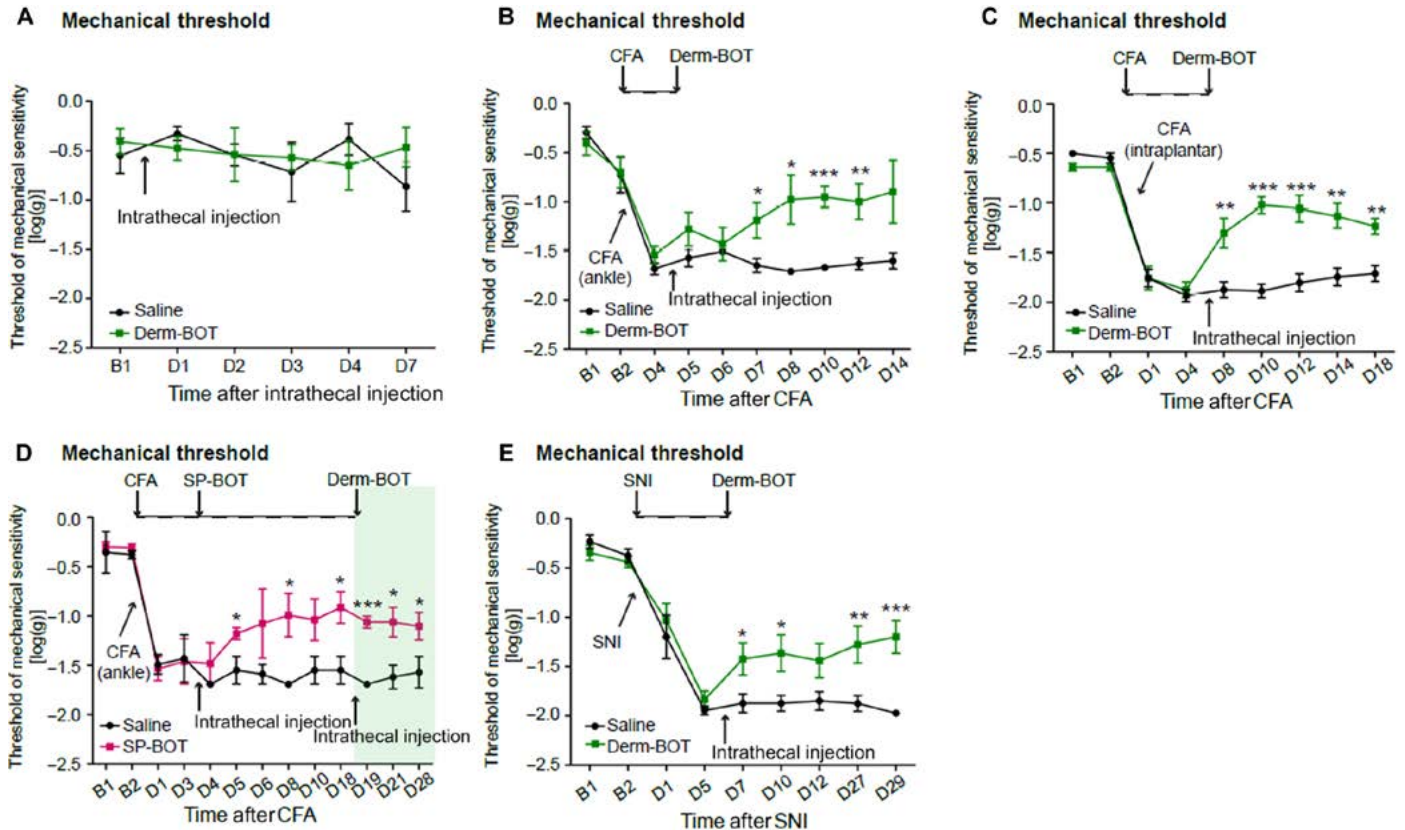 A Mechanical threshold
Threshold of mechanical sensitivity
[log(g)]
0.0
−0.5
−1.0
−1.5
−2.0
−2.5
Intrathecal injection
Saline
Derm-BOT
B1 D1 D2 D3 D4 D7
Time after intrathecal injection
B Mechanical threshold
CFA Derm-BOT
Threshold of mechanical sensitivity
[log(g)]
0.0
−0.5
−1.0
−1.5
−2.0
−2.5
* * *** **
CFA
(ankle)
Intrathecal injection
Saline
Derm-BOT
B1 B2 D4 D5 D6 D7 D8 D10 D12 D14
Time after CFA
C Mechanical threshold
CFA Derm-BOT
Threshold of mechanical sensitivity
[log(g)]
0.0
−0.5
−1.0
−1.5
−2.0
−2.5
CFA
(intraplantar)
** *** *** ** **
Intrathecal injection
Saline
Derm-BOT
B1 B2 D1 D4 D8 D10 D12 D14 D18
Time after CFA
D Mechanical threshold
CFA SP-BOT Derm-BOT
Threshold of mechanical sensitivity
[log(g)]
0.0
−0.5
−1.0
−1.5
−2.0
−2.5
* * * *** * *
CFA
(ankle)
Intrathecal injection
Intrathecal injection
Saline
SP-BOT
B1 B2 D1 D3 D4 D5 D6 D8 D10 D18 D19 D21 D28
Time after CFA
E Mechanical threshold
SNI Derm-BOT
Threshold of mechanical sensitivity
[log(g)]
0.0
−0.5
−1.0
−1.5
−2.0
−2.5
* * ** ***
SNI
Intrathecal injection
Saline
Derm-BOT
B1 B2 D1 D5 D7 D10 D12 D27 D29
Time after SNI